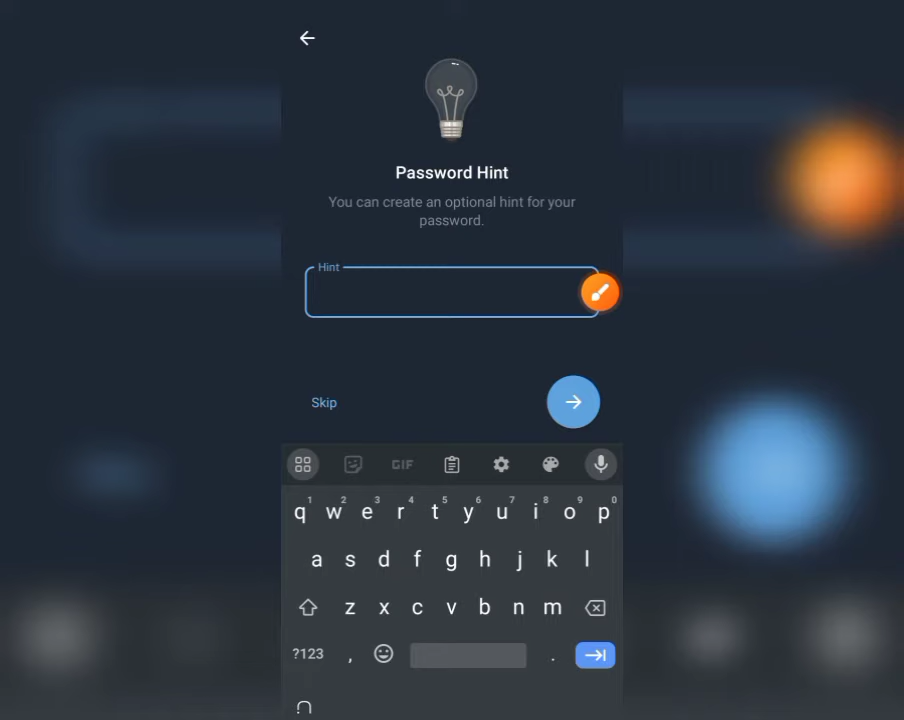 Password Hint
You can create an optional hint for your
password.
Hint
Skip
GIF
1 2 3 4 5 6 7 8 9 0
q w e r t y u i o p
a s d f g h j k l
z x c v b n m
?123 , .